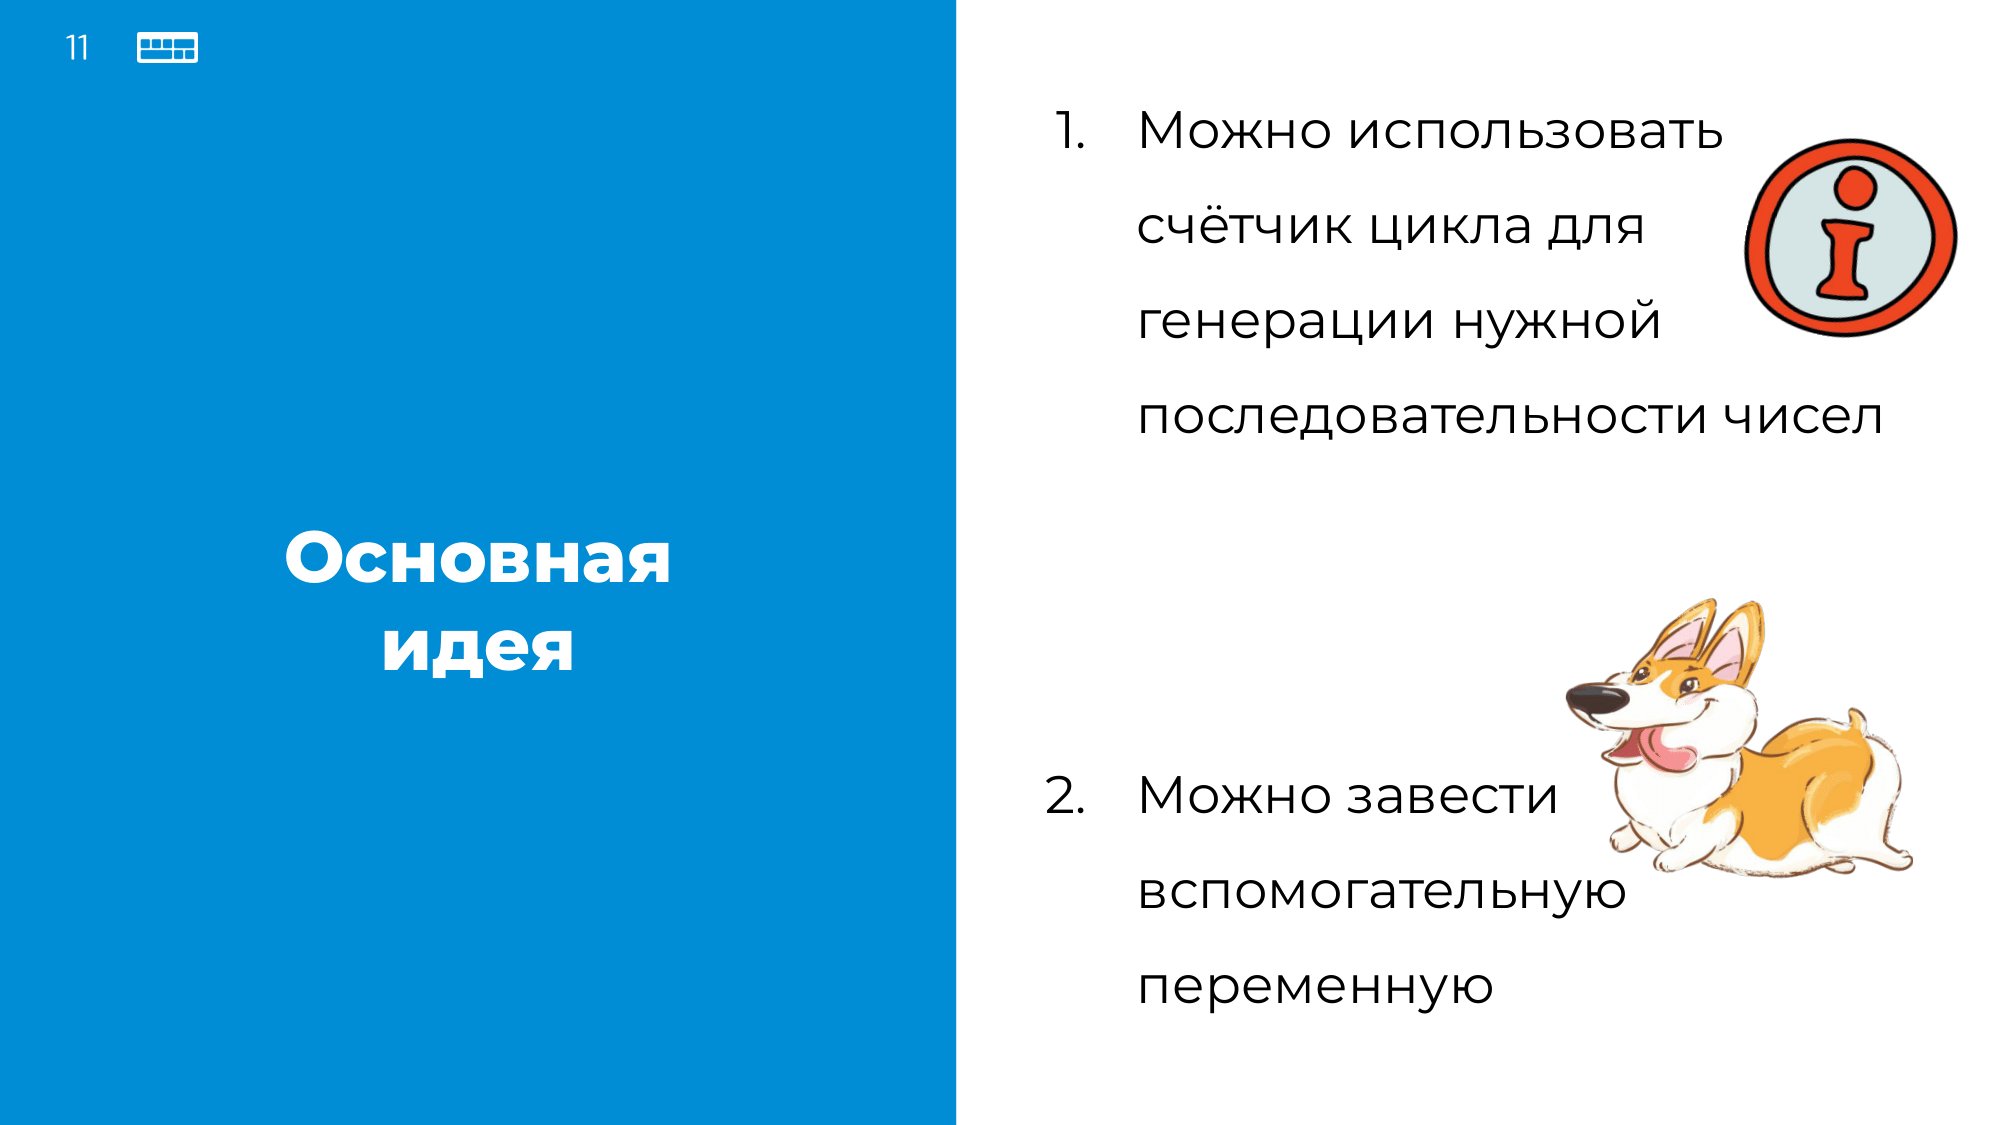 11
Основная
идея
1. Можно использовать
счётчик цикла для
генерации нужной
последовательности чисел
2. Можно завести
вспомогательную
переменную